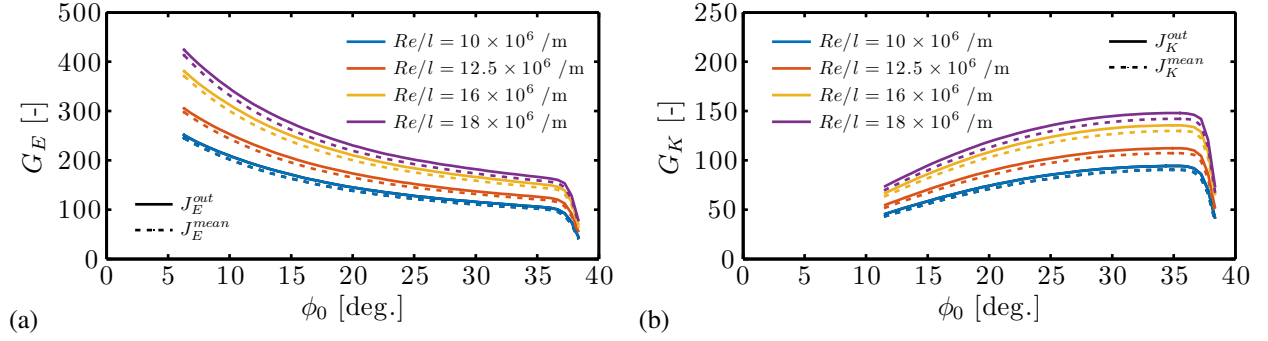 500
400
300
200
100
0
G_E [-]
Re/l = 10 × 10^6 /m
Re/l = 12.5 × 10^6 /m
Re/l = 16 × 10^6 /m
Re/l = 18 × 10^6 /m
J_E^{out}
J_E^{mean}
0 5 10 15 20 25 30 35 40
ϕ_0 [deg.]
(a)
250
200
150
100
50
0
G_K [-]
Re/l = 10 × 10^6 /m
Re/l = 12.5 × 10^6 /m
Re/l = 16 × 10^6 /m
Re/l = 18 × 10^6 /m
J_K^{out}
J_K^{mean}
0 5 10 15 20 25 30 35 40
ϕ_0 [deg.]
(b)